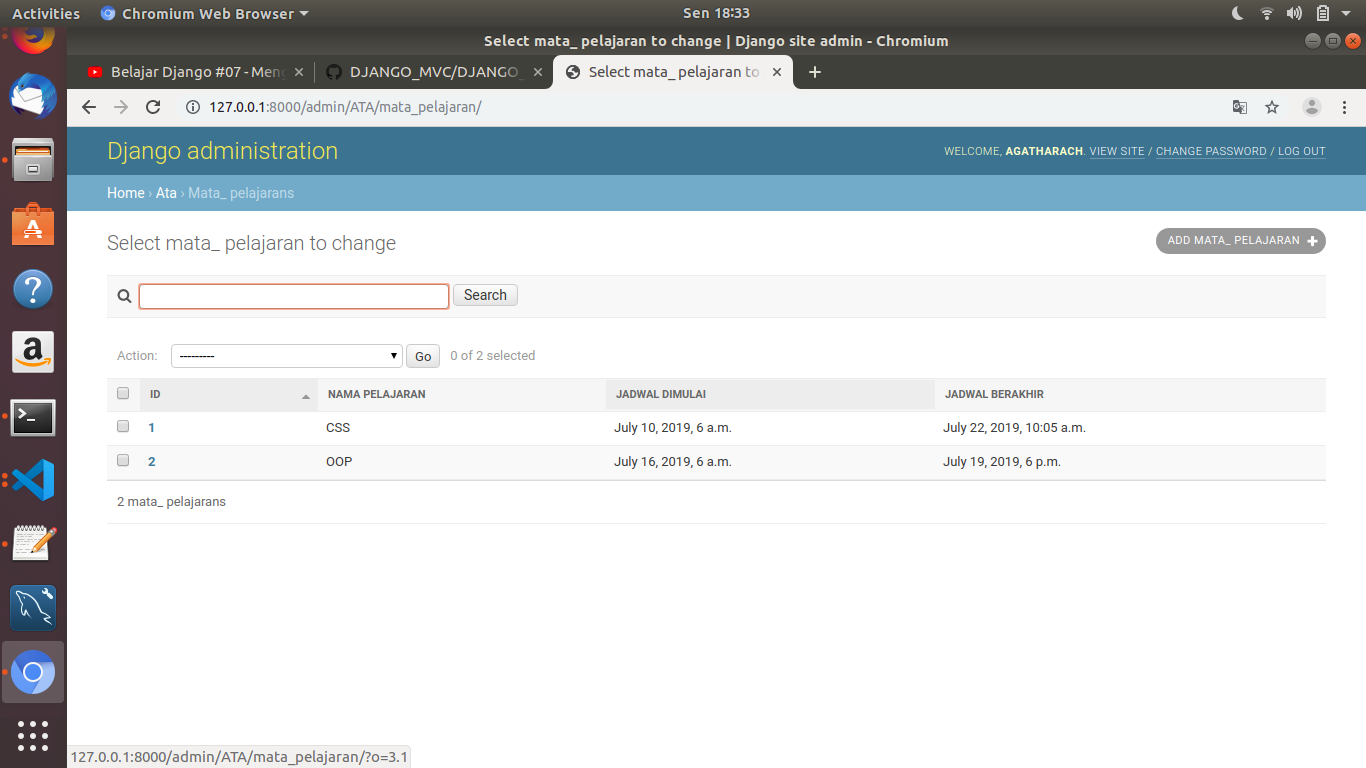 Activities Chromium Web Browser Sen 18:33
Select mata_ pelajaran to change | Django site admin - Chromium
Belajar Django #07 - Meng DJANGO_MVC/DJANGO_ Select mata_ pelajaran to
127.0.0.1:8000/admin/ATA/mata_pelajaran/
Django administration WELCOME, AGATHARACH. VIEW SITE / CHANGE PASSWORD / LOG OUT
Home › Ata › Mata_ pelajarans
Select mata_ pelajaran to change ADD MATA_ PELAJARAN +
Search
Action: --------- Go 0 of 2 selected
ID NAMA PELAJARAN JADWAL DIMULAI JADWAL BERAKHIR
1 CSS July 10, 2019, 6 a.m. July 22, 2019, 10:05 a.m.
2 OOP July 16, 2019, 6 a.m. July 19, 2019, 6 p.m.
2 mata_ pelajarans
127.0.0.1:8000/admin/ATA/mata_pelajaran/?o=3.1